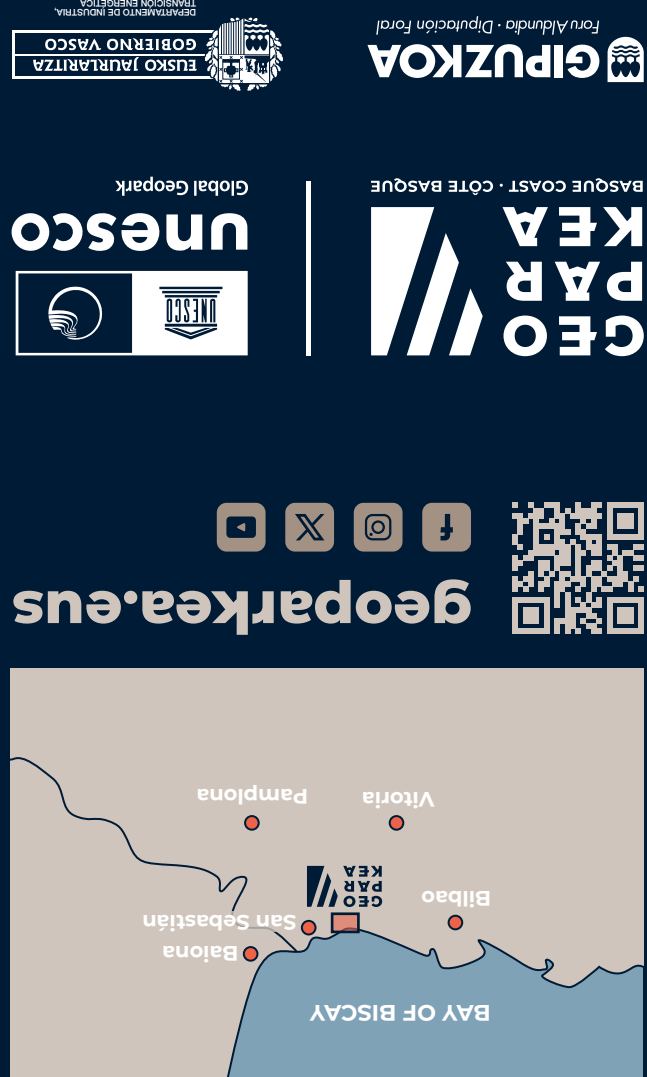 BAY OF BISCAY
Baiona
San Sebastián
Bilbao
GEO
PAR
KEA
Vitoria
Pamplona
geoparkea.eus
GEO
PAR
KEA
BASQUE COAST · CÔTE BASQUE
UNESCO
unesco
Global Geopark
GIPUZKOA
Foru Aldundia · Diputación Foral
EUSKO JAURLARITZA
GOBIERNO VASCO
DEPARTAMENTO DE INDUSTRIA,
TRANSICIÓN ENERGÉTICA